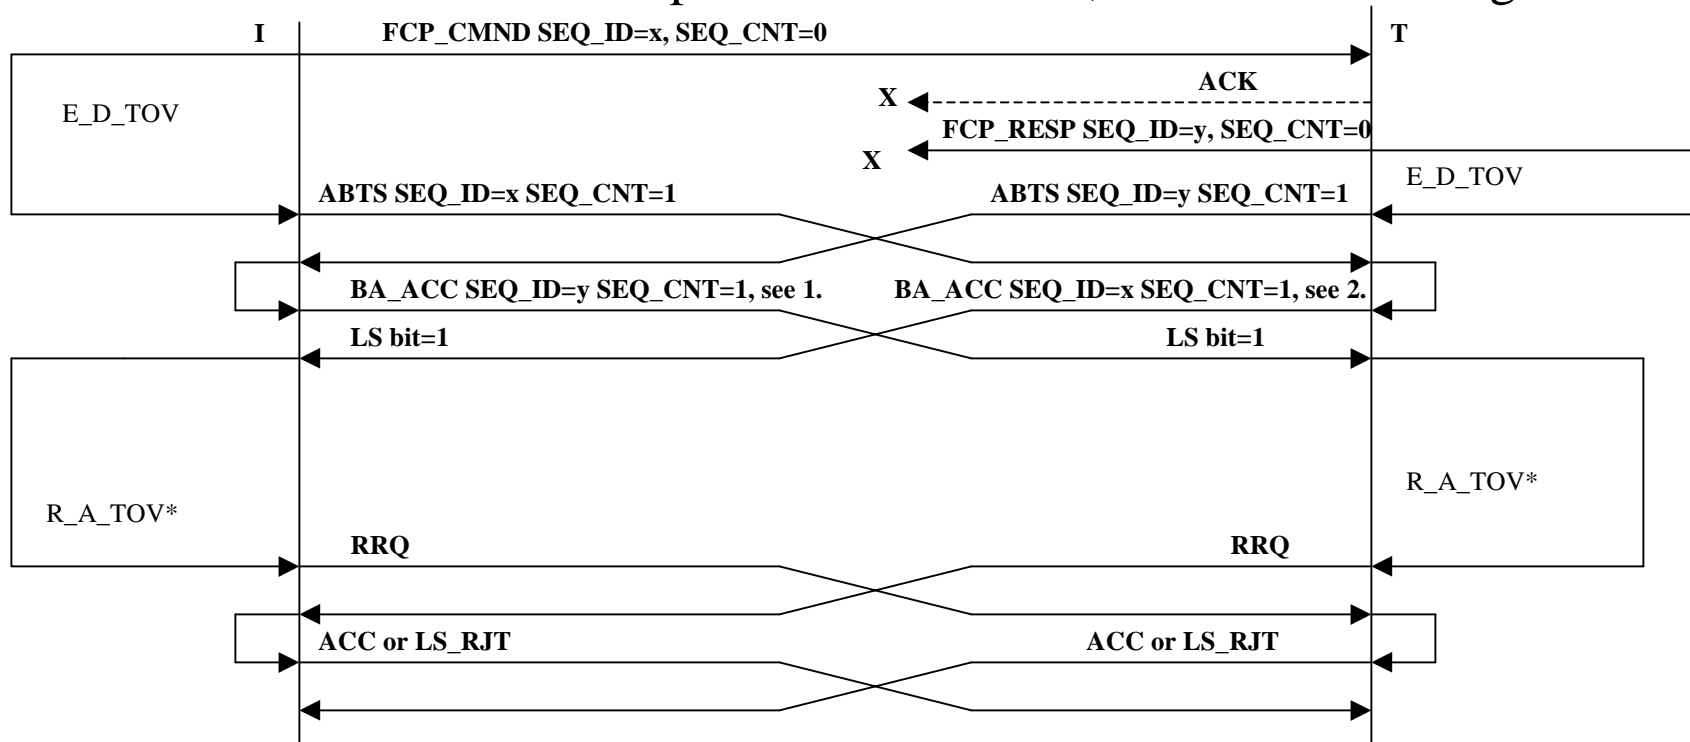 I
FCP_CMND SEQ_ID=x, SEQ_CNT=0
T
ACK
X
E_D_TOV
FCP_RESP SEQ_ID=y, SEQ_CNT=0
X
E_D_TOV
ABTS SEQ_ID=x SEQ_CNT=1
ABTS SEQ_ID=y SEQ_CNT=1
BA_ACC SEQ_ID=y SEQ_CNT=1, see 1.
BA_ACC SEQ_ID=x SEQ_CNT=1, see 2.
LS bit=1
LS bit=1
R_A_TOV*
R_A_TOV*
RRQ
RRQ
ACC or LS_RJT
ACC or LS_RJT